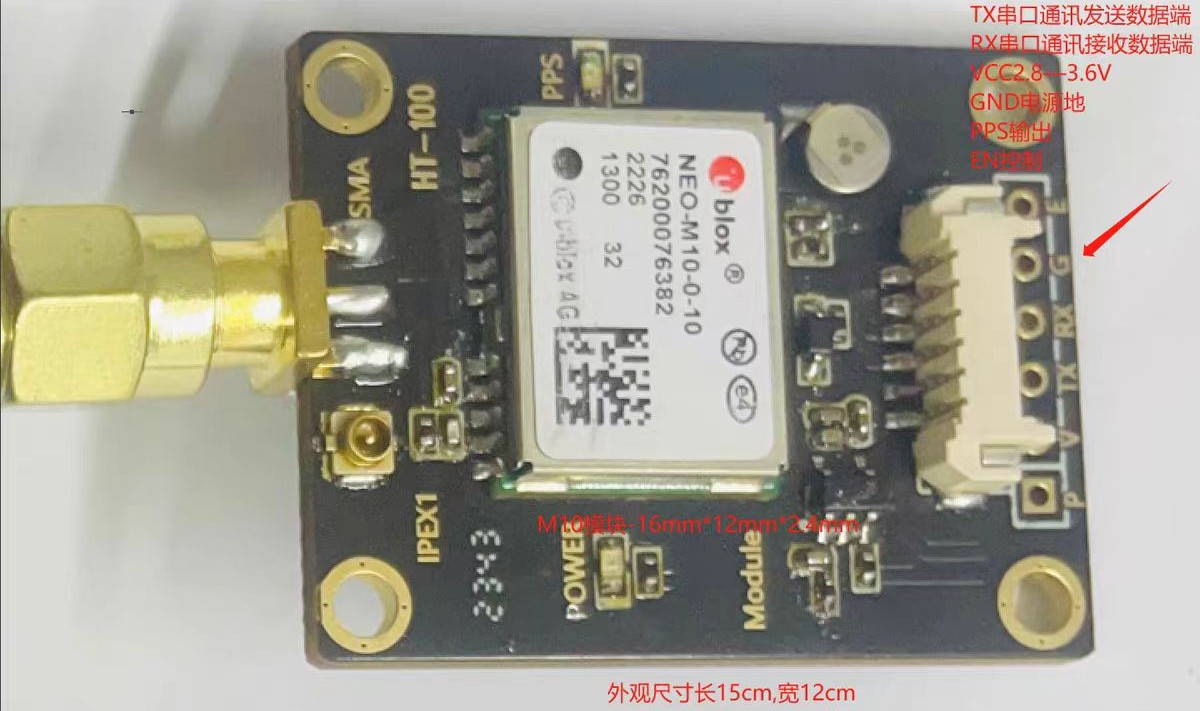 TX串口通讯发送数据端
RX串口通讯接收数据端
VCC2.8---3.6V
GND电源地
PPS输出
EN控制
PPS
HT-100
SMA
ublox®
NEO-M10-0-10
76200076382
2226
1300 32
©u-blox AG
Pb
e4
E
G
RX
TX
V
P
IPEX1
2343
POWER
Module
M10模块-16mm*12mm*2.4mm
外观尺寸长15cm,宽12cm